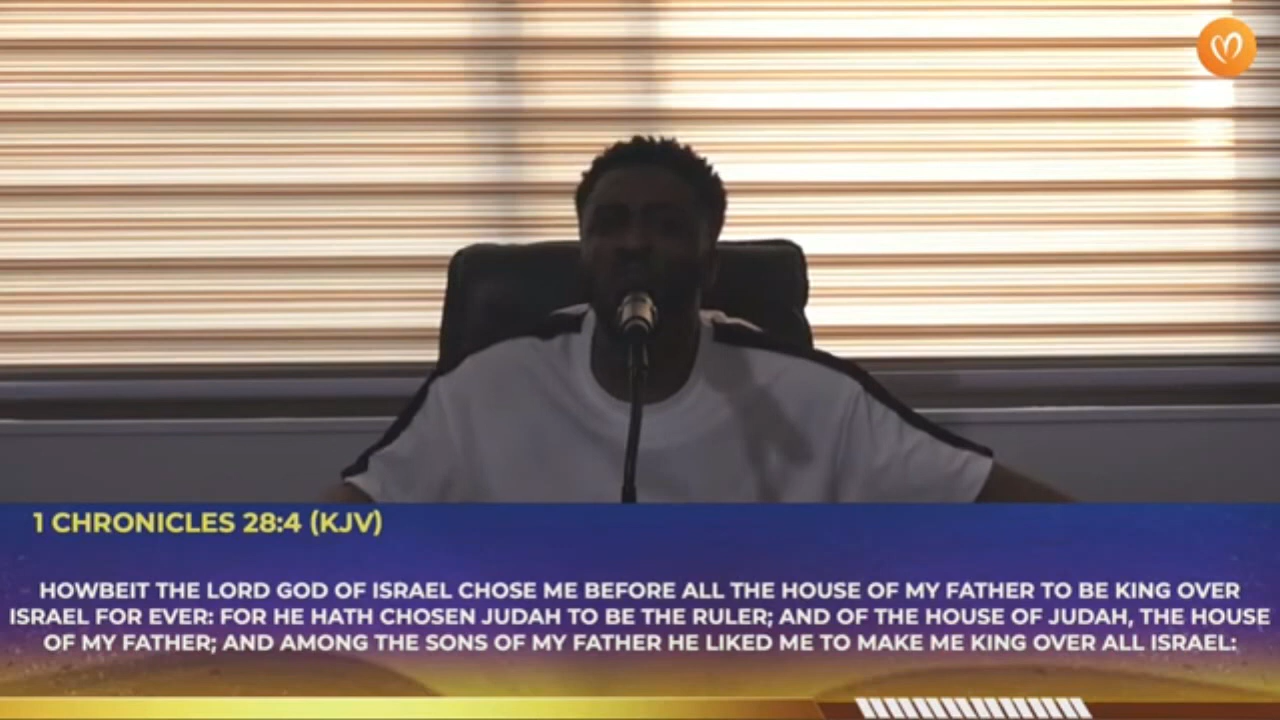 1 CHRONICLES 28:4 (KJV)
HOWBEIT THE LORD GOD OF ISRAEL CHOSE ME BEFORE ALL THE HOUSE OF MY FATHER TO BE KING OVER
ISRAEL FOR EVER: FOR HE HATH CHOSEN JUDAH TO BE THE RULER; AND OF THE HOUSE OF JUDAH, THE HOUSE
OF MY FATHER; AND AMONG THE SONS OF MY FATHER HE LIKED ME TO MAKE ME KING OVER ALL ISRAEL: